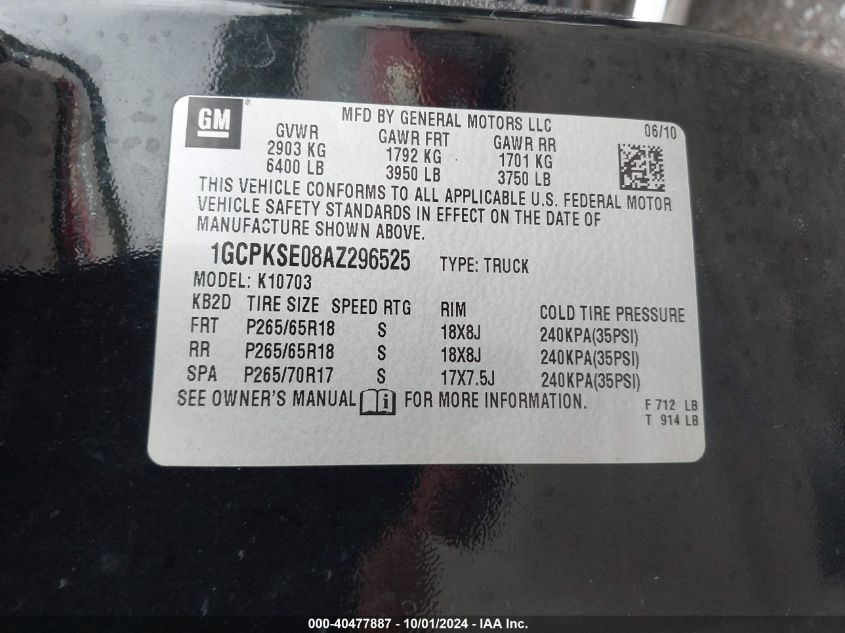 GM ®
MFD BY GENERAL MOTORS LLC
06/10
GVWR GAWR FRT GAWR RR
2903 KG 1792 KG 1701 KG
6400 LB 3950 LB 3750 LB
THIS VEHICLE CONFORMS TO ALL APPLICABLE U.S. FEDERAL MOTOR
VEHICLE SAFETY STANDARDS IN EFFECT ON THE DATE OF
MANUFACTURE SHOWN ABOVE.
1GCPKSE08AZ296525 TYPE: TRUCK
MODEL: K10703
KB2D TIRE SIZE SPEED RTG RIM COLD TIRE PRESSURE
FRT P265/65R18 S 18X8J 240KPA(35PSI)
RR P265/65R18 S 18X8J 240KPA(35PSI)
SPA P265/70R17 S 17X7.5J 240KPA(35PSI)
SEE OWNER'S MANUAL i FOR MORE INFORMATION.
F 712 LB
T 914 LB
000-40477887 - 10/01/2024 - IAA Inc.